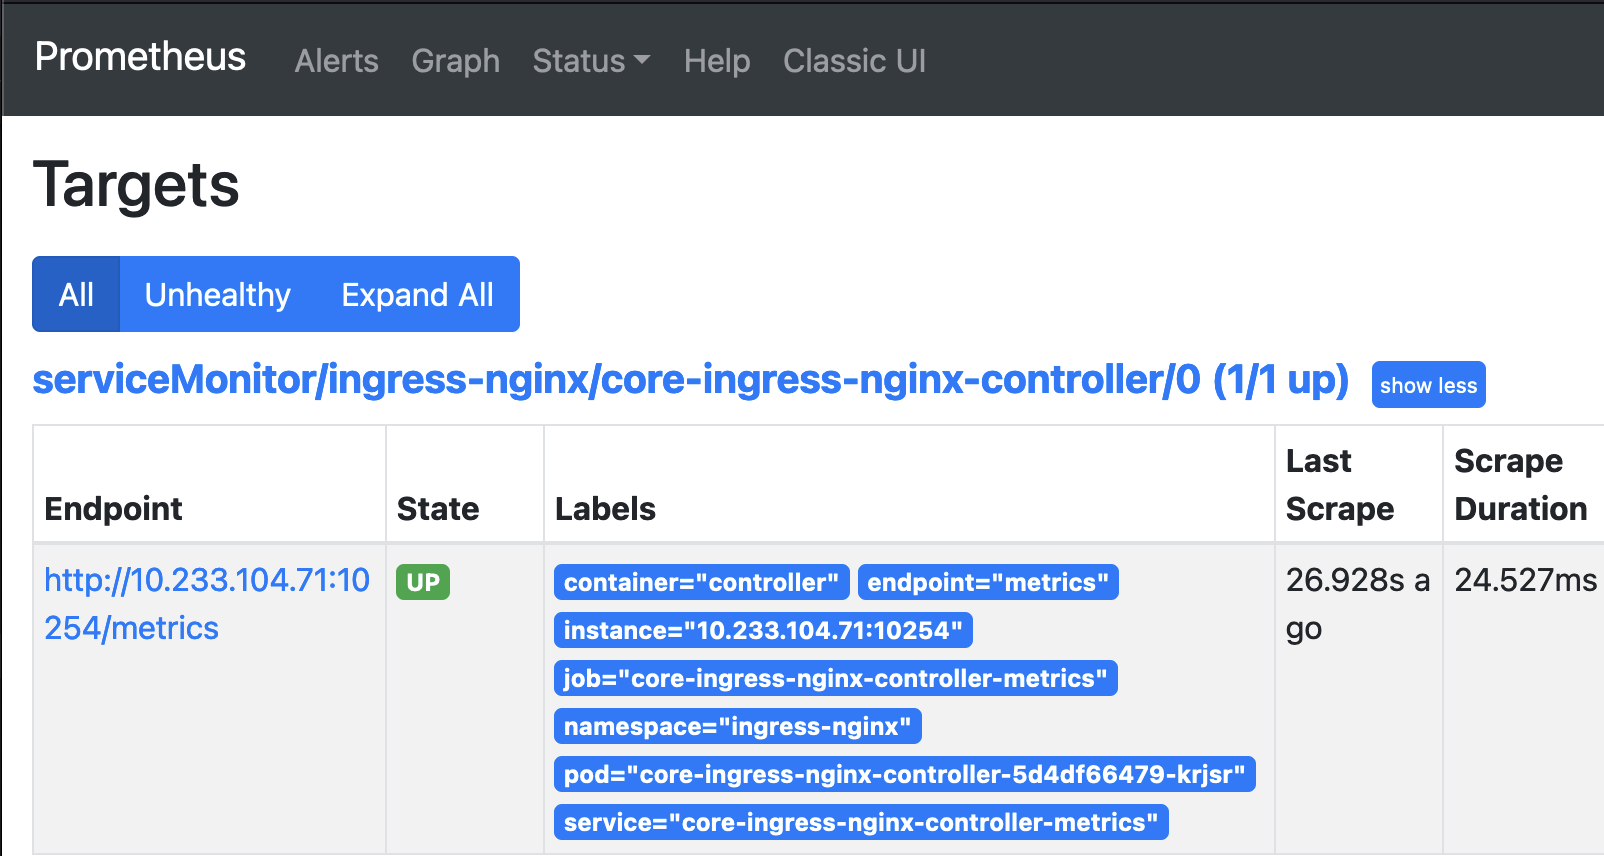 Prometheus Alerts Graph Status Help Classic UI
Targets
All Unhealthy Expand All
serviceMonitor/ingress-nginx/core-ingress-nginx-controller/0 (1/1 up) show less
Endpoint State Labels Last Scrape Scrape Duration
http://10.233.104.71:10
254/metrics
UP
container="controller" endpoint="metrics"
instance="10.233.104.71:10254"
job="core-ingress-nginx-controller-metrics"
namespace="ingress-nginx"
pod="core-ingress-nginx-controller-5d4df66479-krjsr"
service="core-ingress-nginx-controller-metrics"
26.928s a
go
24.527ms